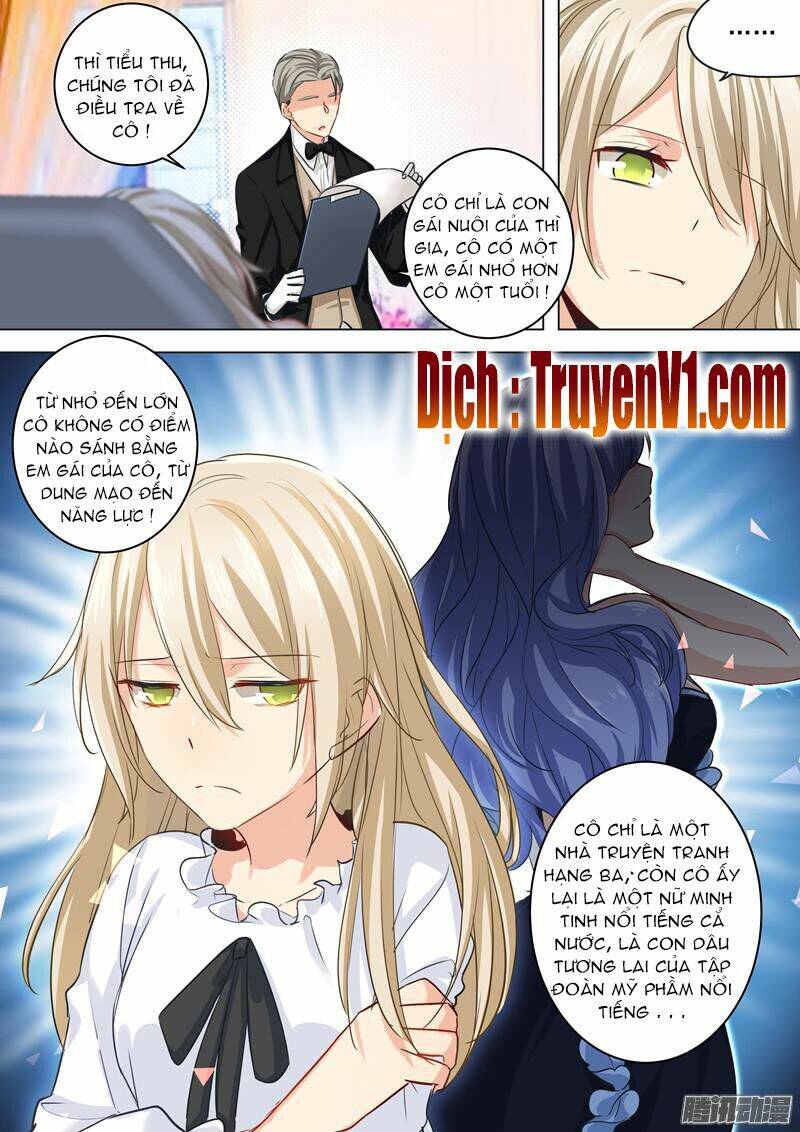 THÌ TIỂU THU,
CHÚNG TÔI ĐÃ
ĐIỀU TRA VỀ
CÔ !
........
CÔ CHỈ LÀ CON
GÁI NUÔI CỦA THÌ
GIA, CÔ CÓ MỘT
EM GÁI NHỎ HƠN
CÔ MỘT TUỔI !
Dịch : TruyenV1.com
TỪ NHỎ ĐẾN LỚN
CÔ KHÔNG CÓ ĐIỂM
NÀO SÁNH BẰNG
EM GÁI CỦA CÔ, TỪ
DUNG MẠO ĐẾN
NĂNG LỰC !
CÔ CHỈ LÀ MỘT
NHÀ TRUYỆN TRANH
HẠNG BA, CÒN CÔ ẤY
LẠI LÀ MỘT NỮ MINH
TINH NỔI TIẾNG CẢ
NƯỚC, LÀ CON DÂU
TƯƠNG LAI CỦA TẬP
ĐOÀN MỸ PHẨM NỔI
TIẾNG . . .
腾讯动漫